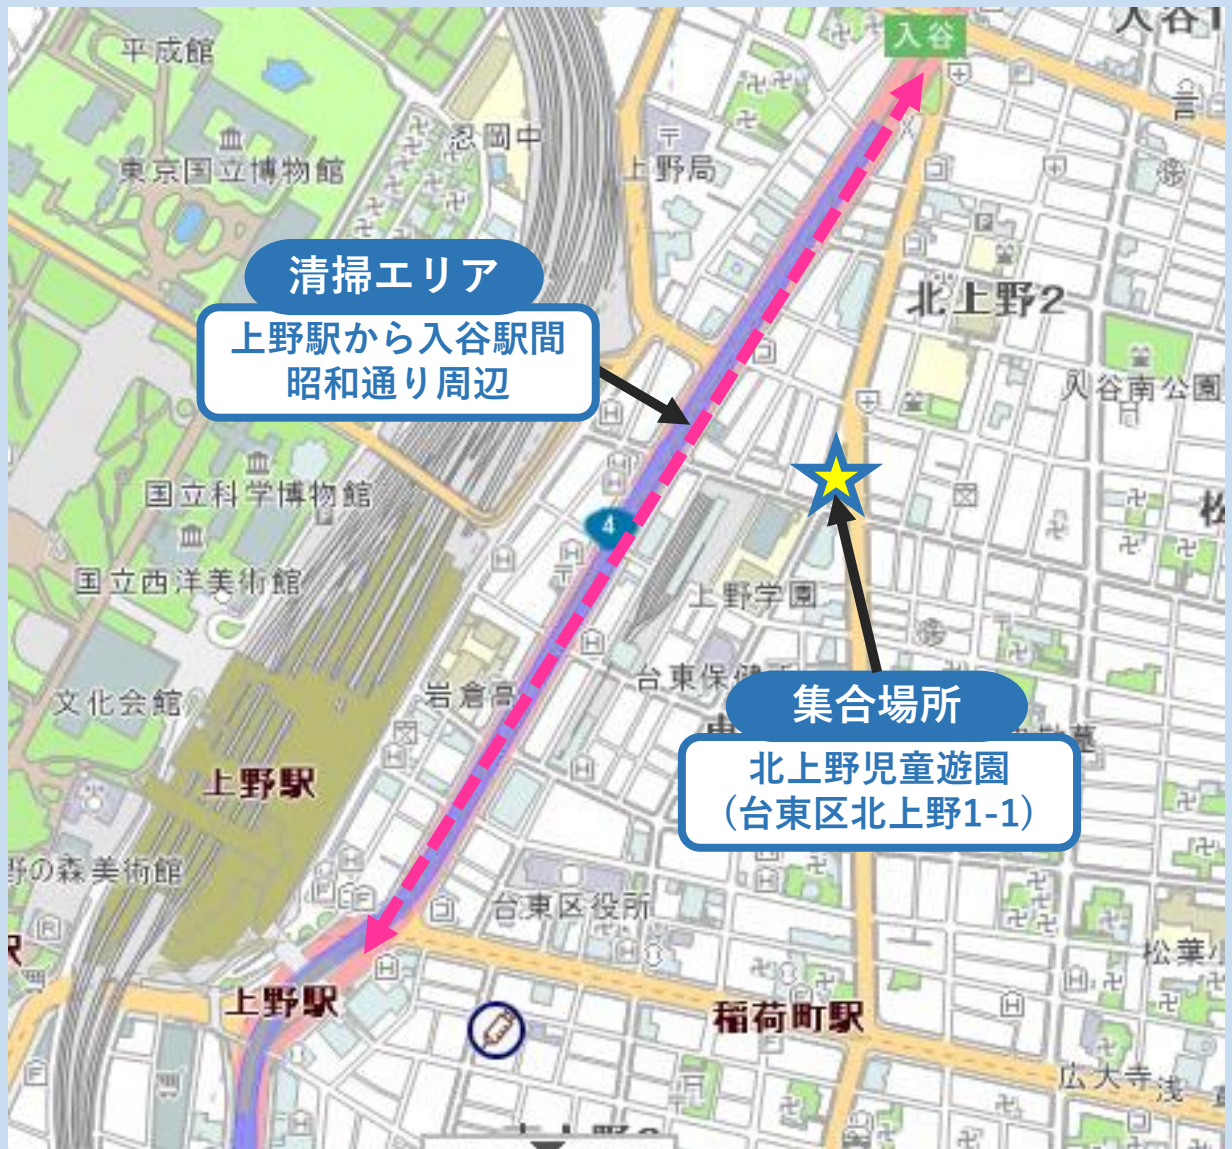 入谷
平成館
忍岡中
東京国立博物館
上野局
清掃エリア
上野駅から入谷駅間
昭和通り周辺
北上野2
入谷南公園
国立科学博物館
4
国立西洋美術館
上野学園
岩倉高
台東保健所
文化会館
集合場所
北上野児童遊園
(台東区北上野1-1)
上野駅
野の森美術館
台東区役所
松葉小
上野駅
稲荷町駅
広大寺
浅